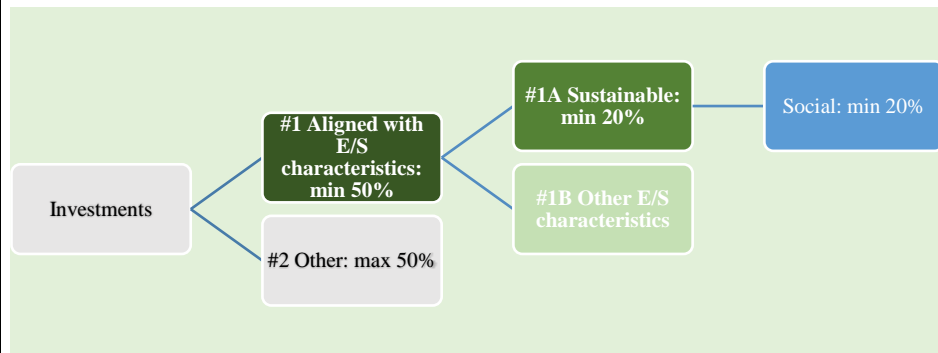 Investments
#1 Aligned with
E/S
characteristics:
min 50%
#2 Other: max 50%
#1A Sustainable:
min 20%
#1B Other E/S
characteristics
Social: min 20%